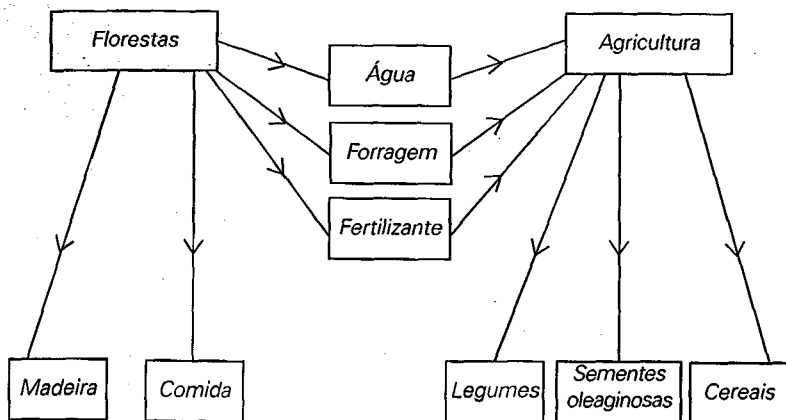 Florestas
Agricultura
Água
Forragem
Fertilizante
Madeira
Comida
Legumes
Sementes
oleaginosas
Cereais